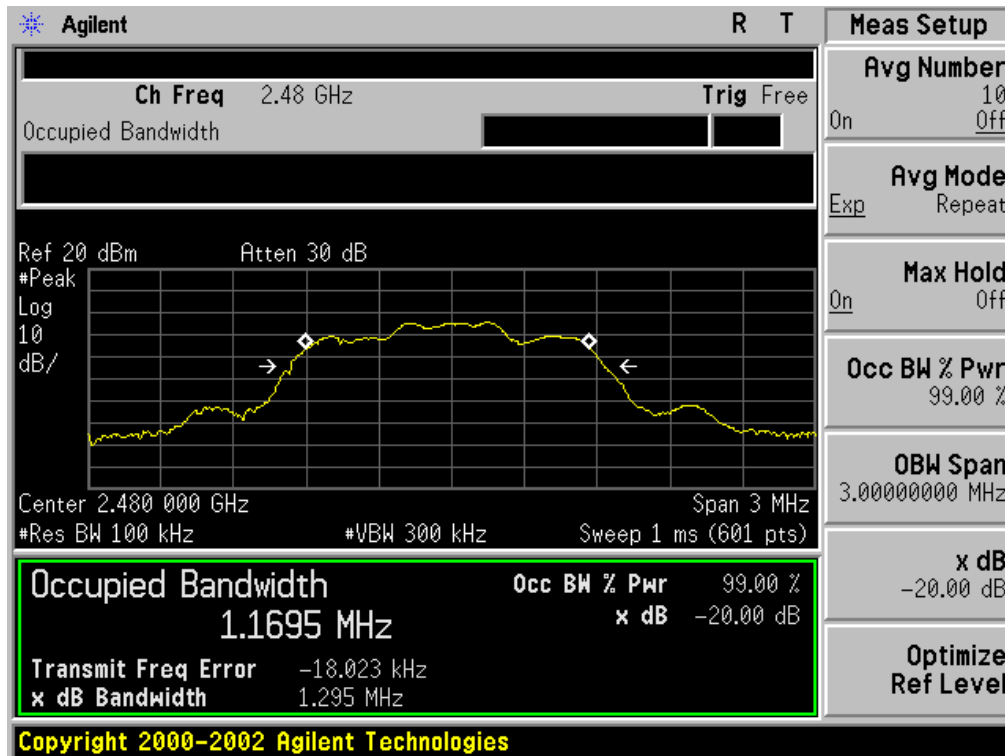 Agilent R T
Ch Freq 2.48 GHz Trig Free
Occupied Bandwidth
Ref 20 dBm Atten 30 dB
#Peak
Log
10
dB/
Center 2.480 000 GHz Span 3 MHz
#Res BW 100 kHz #VBW 300 kHz Sweep 1 ms (601 pts)
Occupied Bandwidth Occ BW % Pwr 99.00 %
1.1695 MHz x dB -20.00 dB
Transmit Freq Error -18.023 kHz
x dB Bandwidth 1.295 MHz
Copyright 2000-2002 Agilent Technologies
Meas Setup
Avg Number
10
On Off
Avg Mode
Exp Repeat
Max Hold
On Off
Occ BW % Pwr
99.00 %
OBW Span
3.00000000 MHz
x dB
-20.00 dB
Optimize
Ref Level